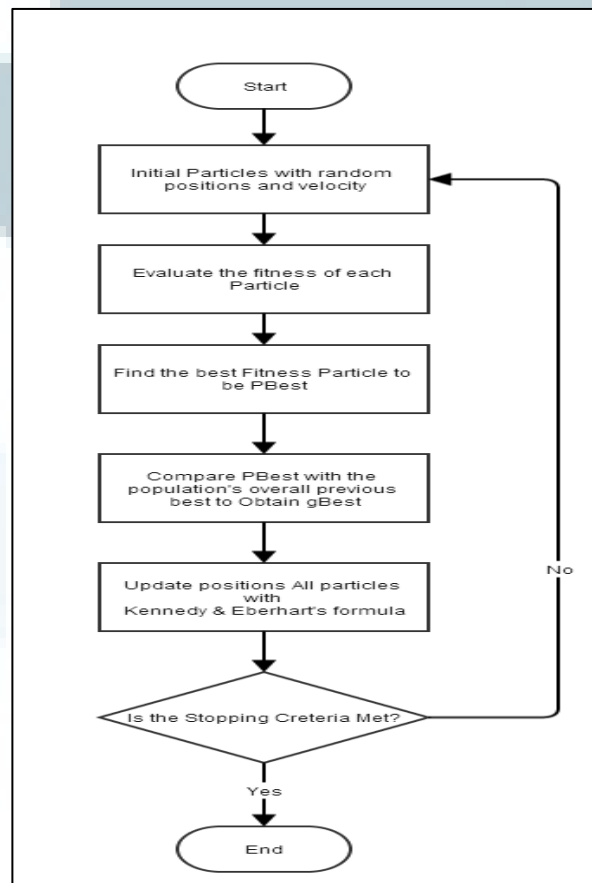 Start
Initial Particles with random
positions and velocity
Evaluate the fitness of each
Particle
Find the best Fitness Particle to
be PBest
Compare PBest with the
population's overall previous
best to Obtain gBest
Update positions All particles
with
Kennedy & Eberhart's formula
Is the Stopping Creteria Met?
No
Yes
End